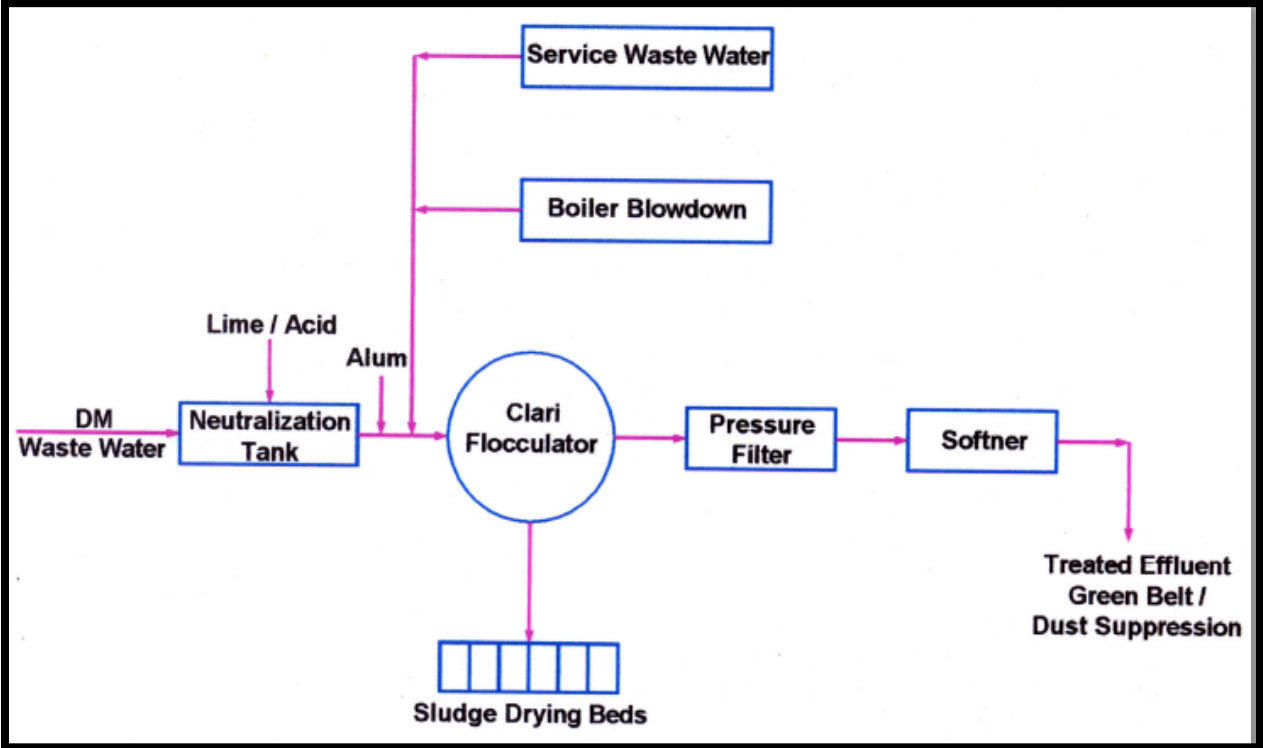 Service Waste Water
Boiler Blowdown
Lime / Acid
Alum
DM
Waste Water
Neutralization
Tank
Clari
Flocculator
Pressure
Filter
Softner
Treated Effluent
Green Belt /
Dust Suppression
Sludge Drying Beds